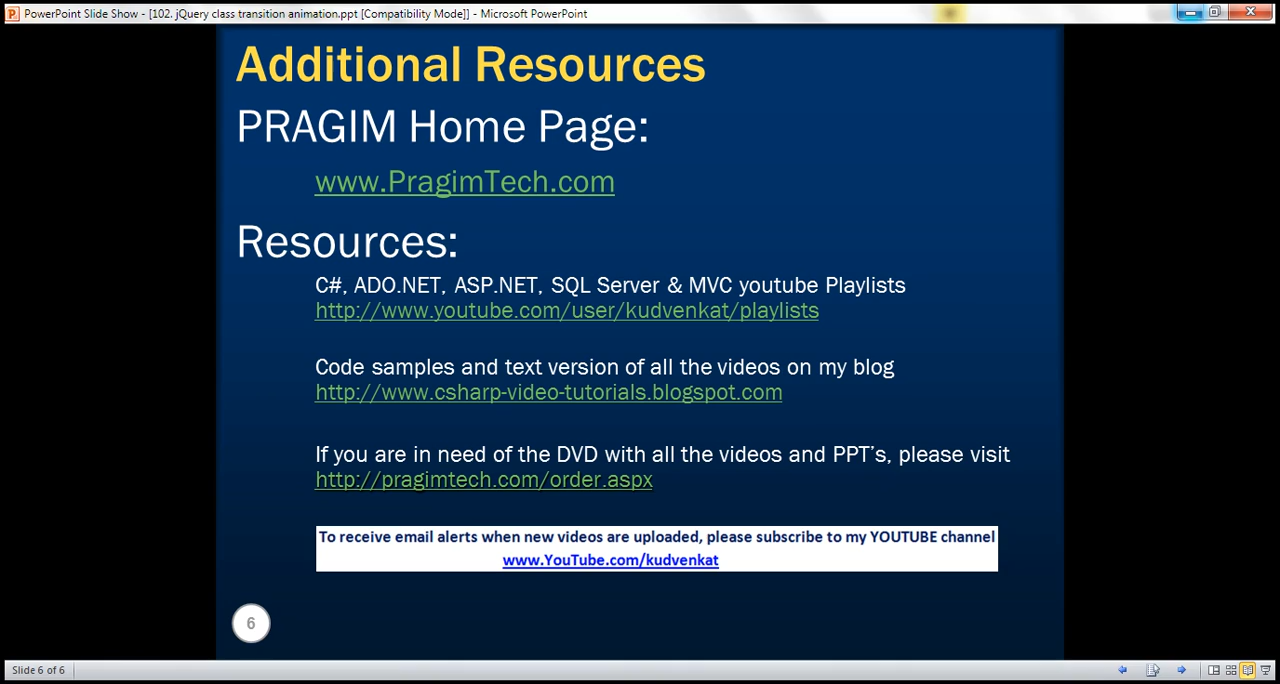 PowerPoint Slide Show - [102. jQuery class transition animation.ppt [Compatibility Mode]] - Microsoft PowerPoint
Additional Resources
PRAGIM Home Page:
www.PragimTech.com
Resources:
C#, ADO.NET, ASP.NET, SQL Server & MVC youtube Playlists
http://www.youtube.com/user/kudvenkat/playlists
Code samples and text version of all the videos on my blog
http://www.csharp-video-tutorials.blogspot.com
If you are in need of the DVD with all the videos and PPT’s, please visit
http://pragimtech.com/order.aspx
To receive email alerts when new videos are uploaded, please subscribe to my YOUTUBE channel
www.YouTube.com/kudvenkat
6
Slide 6 of 6